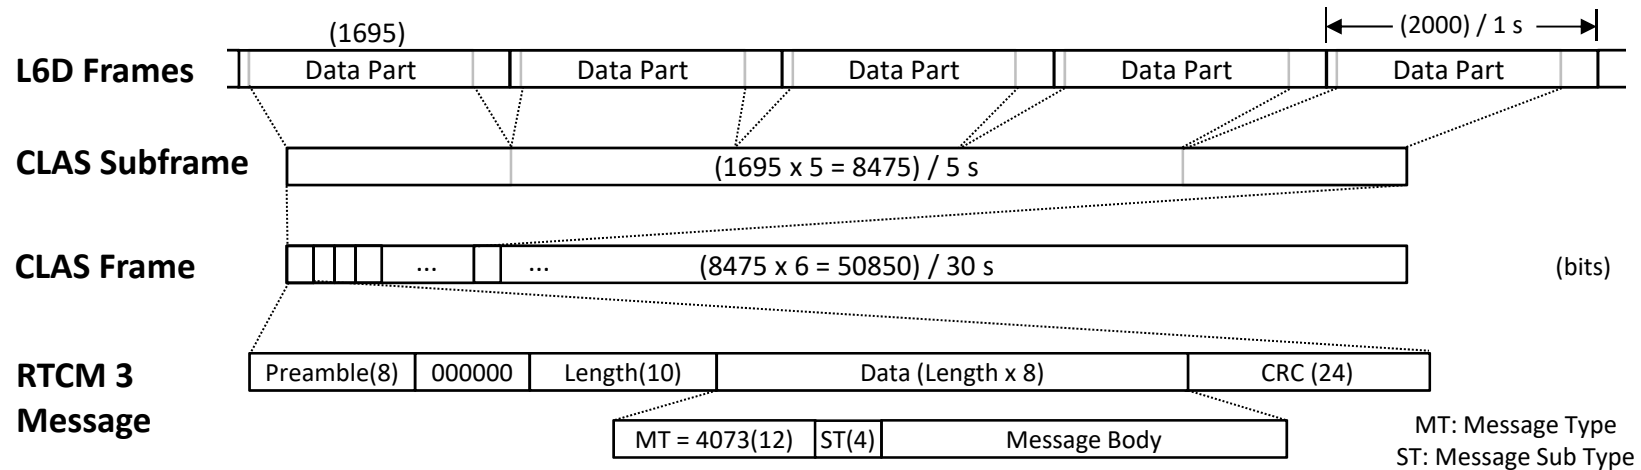 (1695)
(2000) / 1 s
L6D Frames
Data Part
Data Part
Data Part
Data Part
Data Part
CLAS Subframe
(1695 x 5 = 8475) / 5 s
CLAS Frame
...
...
(8475 x 6 = 50850) / 30 s
(bits)
RTCM 3
Message
Preamble(8)
000000
Length(10)
Data (Length x 8)
CRC (24)
MT = 4073(12)
ST(4)
Message Body
MT: Message Type
ST: Message Sub Type